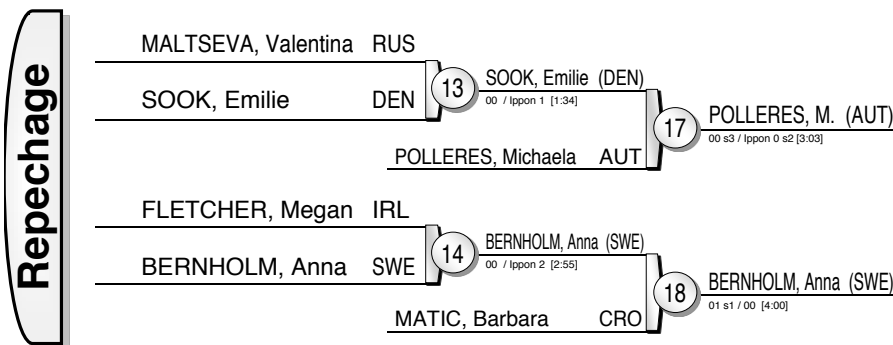 Repechage
MALTSEVA, Valentina RUS
SOOK, Emilie DEN
13
SOOK, Emilie (DEN)
00 / Ippon 1 [1:34]
POLLERES, Michaela AUT
17
POLLERES, M. (AUT)
00 s3 / Ippon 0 s2 [3:03]
FLETCHER, Megan IRL
BERNHOLM, Anna SWE
14
BERNHOLM, Anna (SWE)
00 / Ippon 2 [2:55]
MATIC, Barbara CRO
18
BERNHOLM, Anna (SWE)
01 s1 / 00 [4:00]